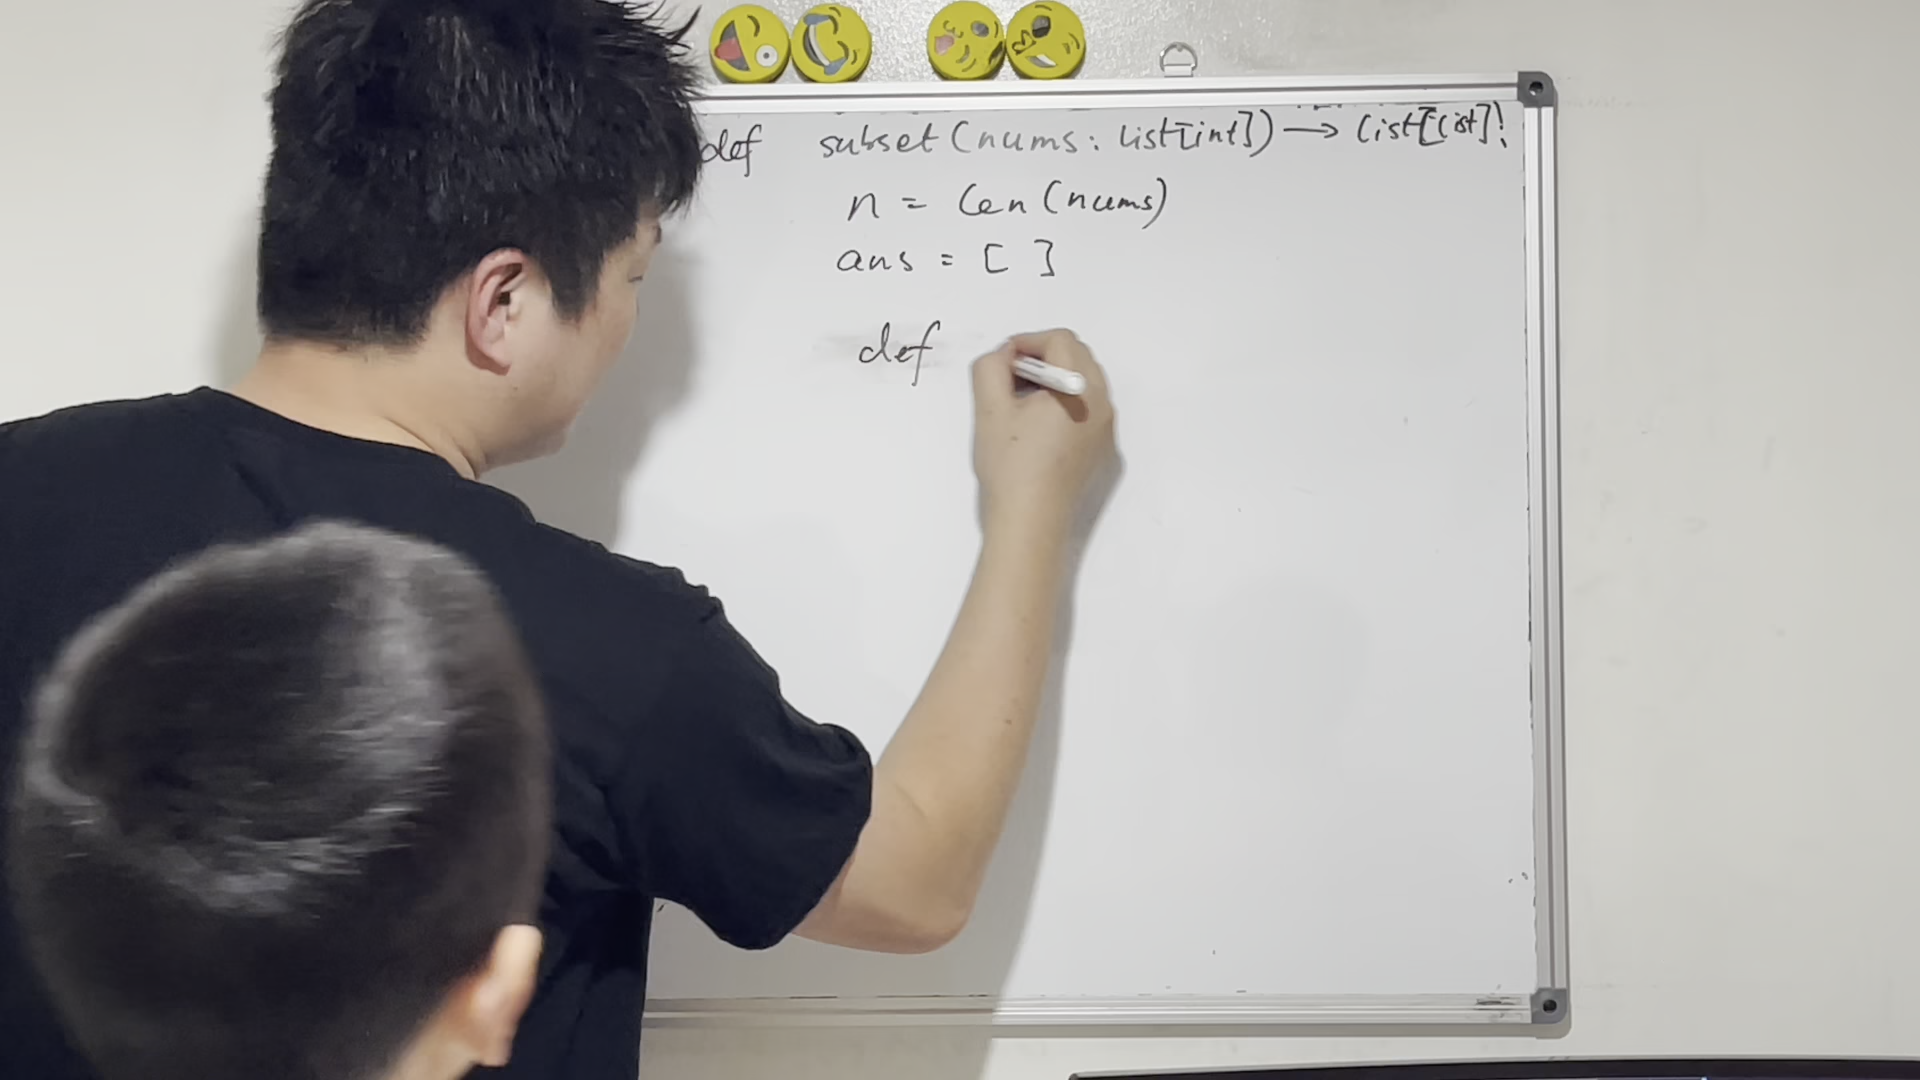 def subset(nums: List[int]) → List[List]:
n = len(nums)
ans = [ ]
def